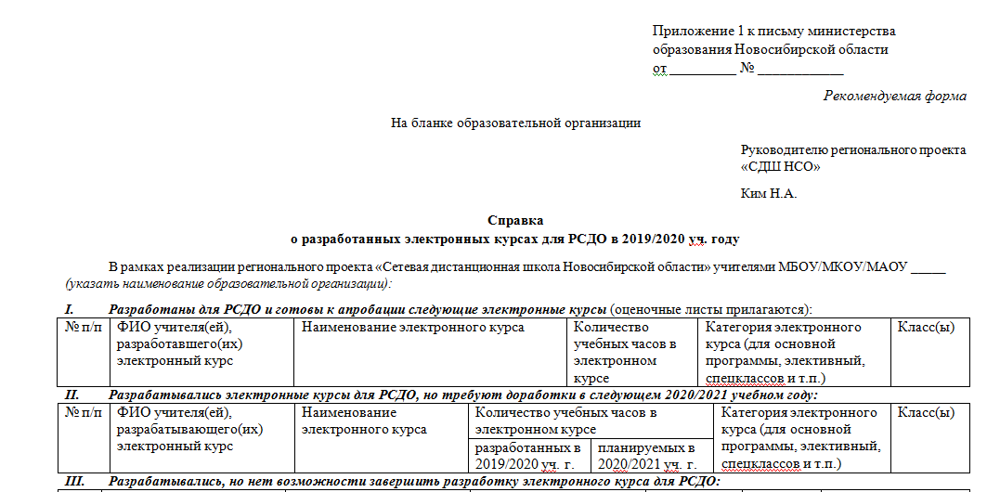 Приложение 1 к письму министерства
образования Новосибирской области
от __________ № ____________
Рекомендуемая форма
На бланке образовательной организации
Руководителю регионального проекта
«СДШ НСО»
Ким Н.А.
Справка
о разработанных электронных курсах для РСДО в 2019/2020 уч. году
В рамках реализации регионального проекта «Сетевая дистанционная школа Новосибирской области» учителями МБОУ/МКОУ/МАОУ _____
(указать наименование образовательной организации):
I. Разработаны для РСДО и готовы к апробации следующие электронные курсы (оценочные листы прилагаются):
№ п/п
ФИО учителя(ей),
разработавшего(их)
электронный курс
Наименование электронного курса
Количество
учебных часов в
электронном
курсе
Категория электронного
курса (для основной
программы, элективный,
спецклассов и т.п.)
Класс(ы)
II. Разрабатывались электронные курсы для РСДО, но требуют доработки в следующем 2020/2021 учебном году:
№ п/п
ФИО учителя(ей),
разрабатывающего(их)
электронный курс
Наименование
электронного курса
Количество учебных часов в
электронном курсе
разработанных в
2019/2020 уч. г.
планируемых в
2020/2021 уч. г.
Категория электронного
курса (для основной
программы, элективный,
спецклассов и т.п.)
Класс(ы)
III. Разрабатывались, но нет возможности завершить разработку электронного курса для РСДО: